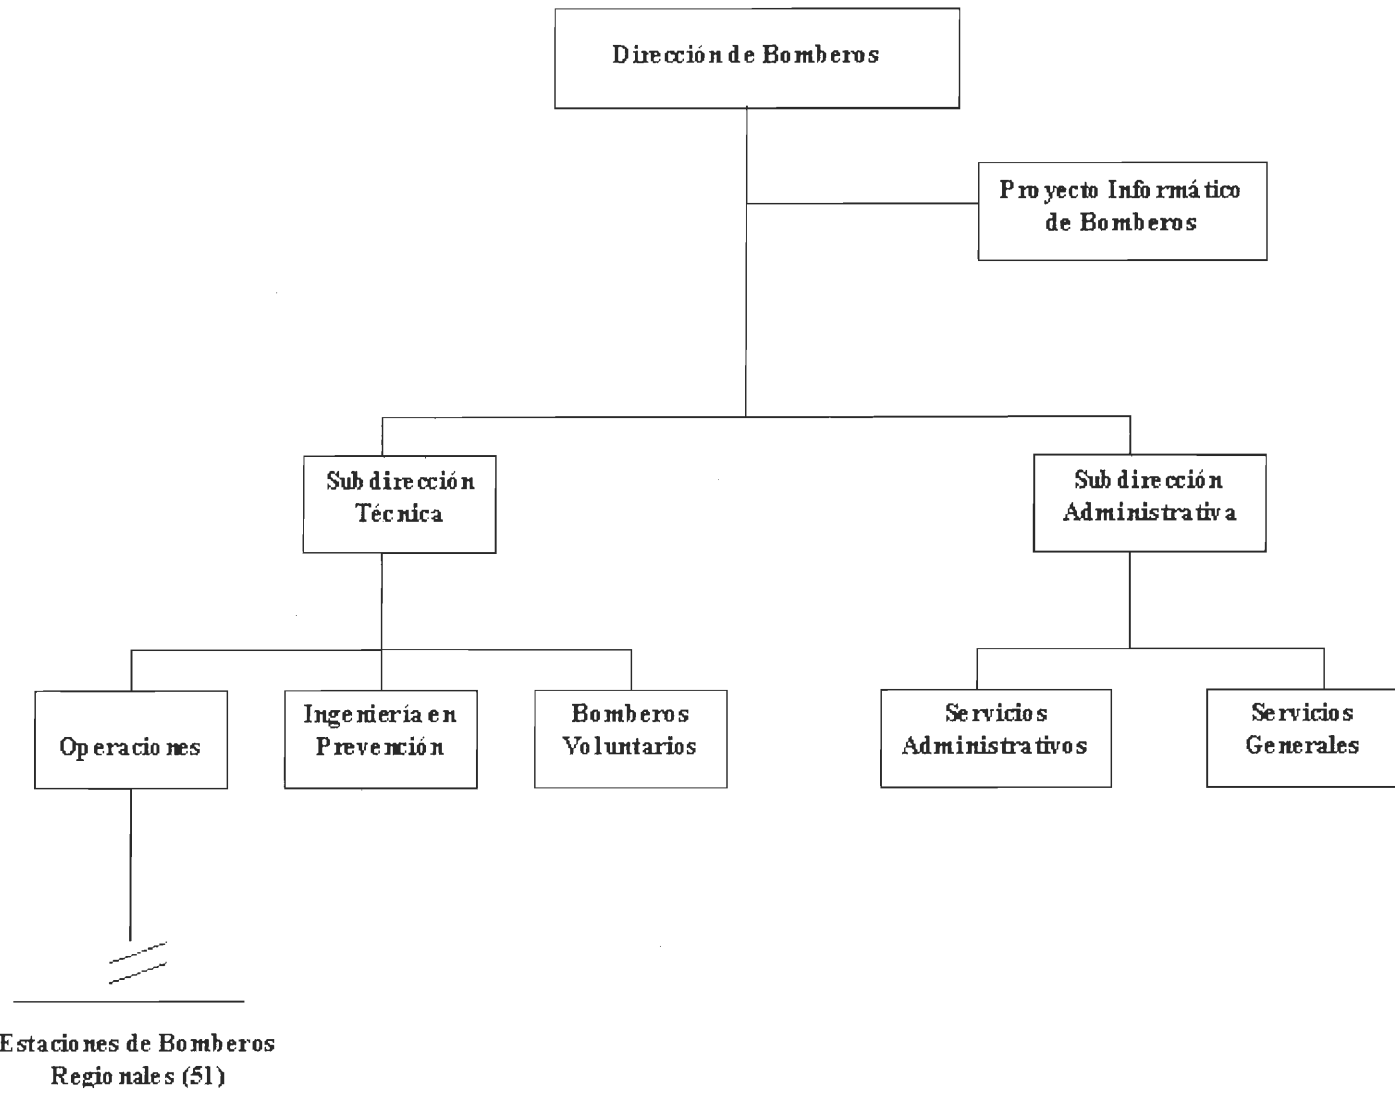 Dirección de Bomberos
Proyecto Informático
de Bomberos
Subdirección
Técnica
Subdirección
Administrativa
Operaciones
Ingeniería en
Prevención
Bomberos
Voluntarios
Servicios
Administrativos
Servicios
Generales
Estaciones de Bomberos
Regionales (51)